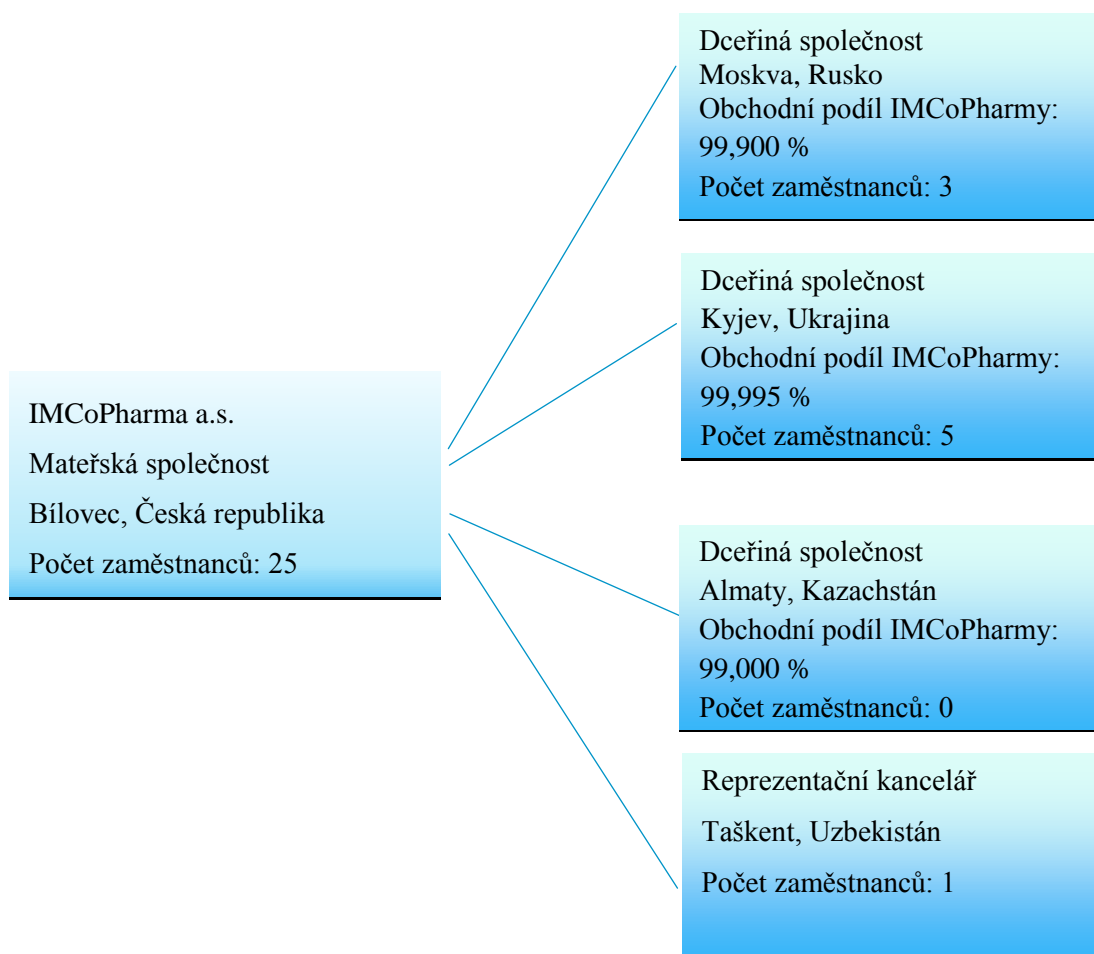 Dceřiná společnost
Moskva, Rusko
Obchodní podíl IMCoPharmy:
99,900 %
Počet zaměstnanců: 3
Dceřiná společnost
Kyjev, Ukrajina
Obchodní podíl IMCoPharmy:
99,995 %
Počet zaměstnanců: 5
IMCoPharma a.s.
Mateřská společnost
Bílovec, Česká republika
Počet zaměstnanců: 25
Dceřiná společnost
Almaty, Kazachstán
Obchodní podíl IMCoPharmy:
99,000 %
Počet zaměstnanců: 0
Reprezentační kancelář
Taškent, Uzbekistán
Počet zaměstnanců: 1